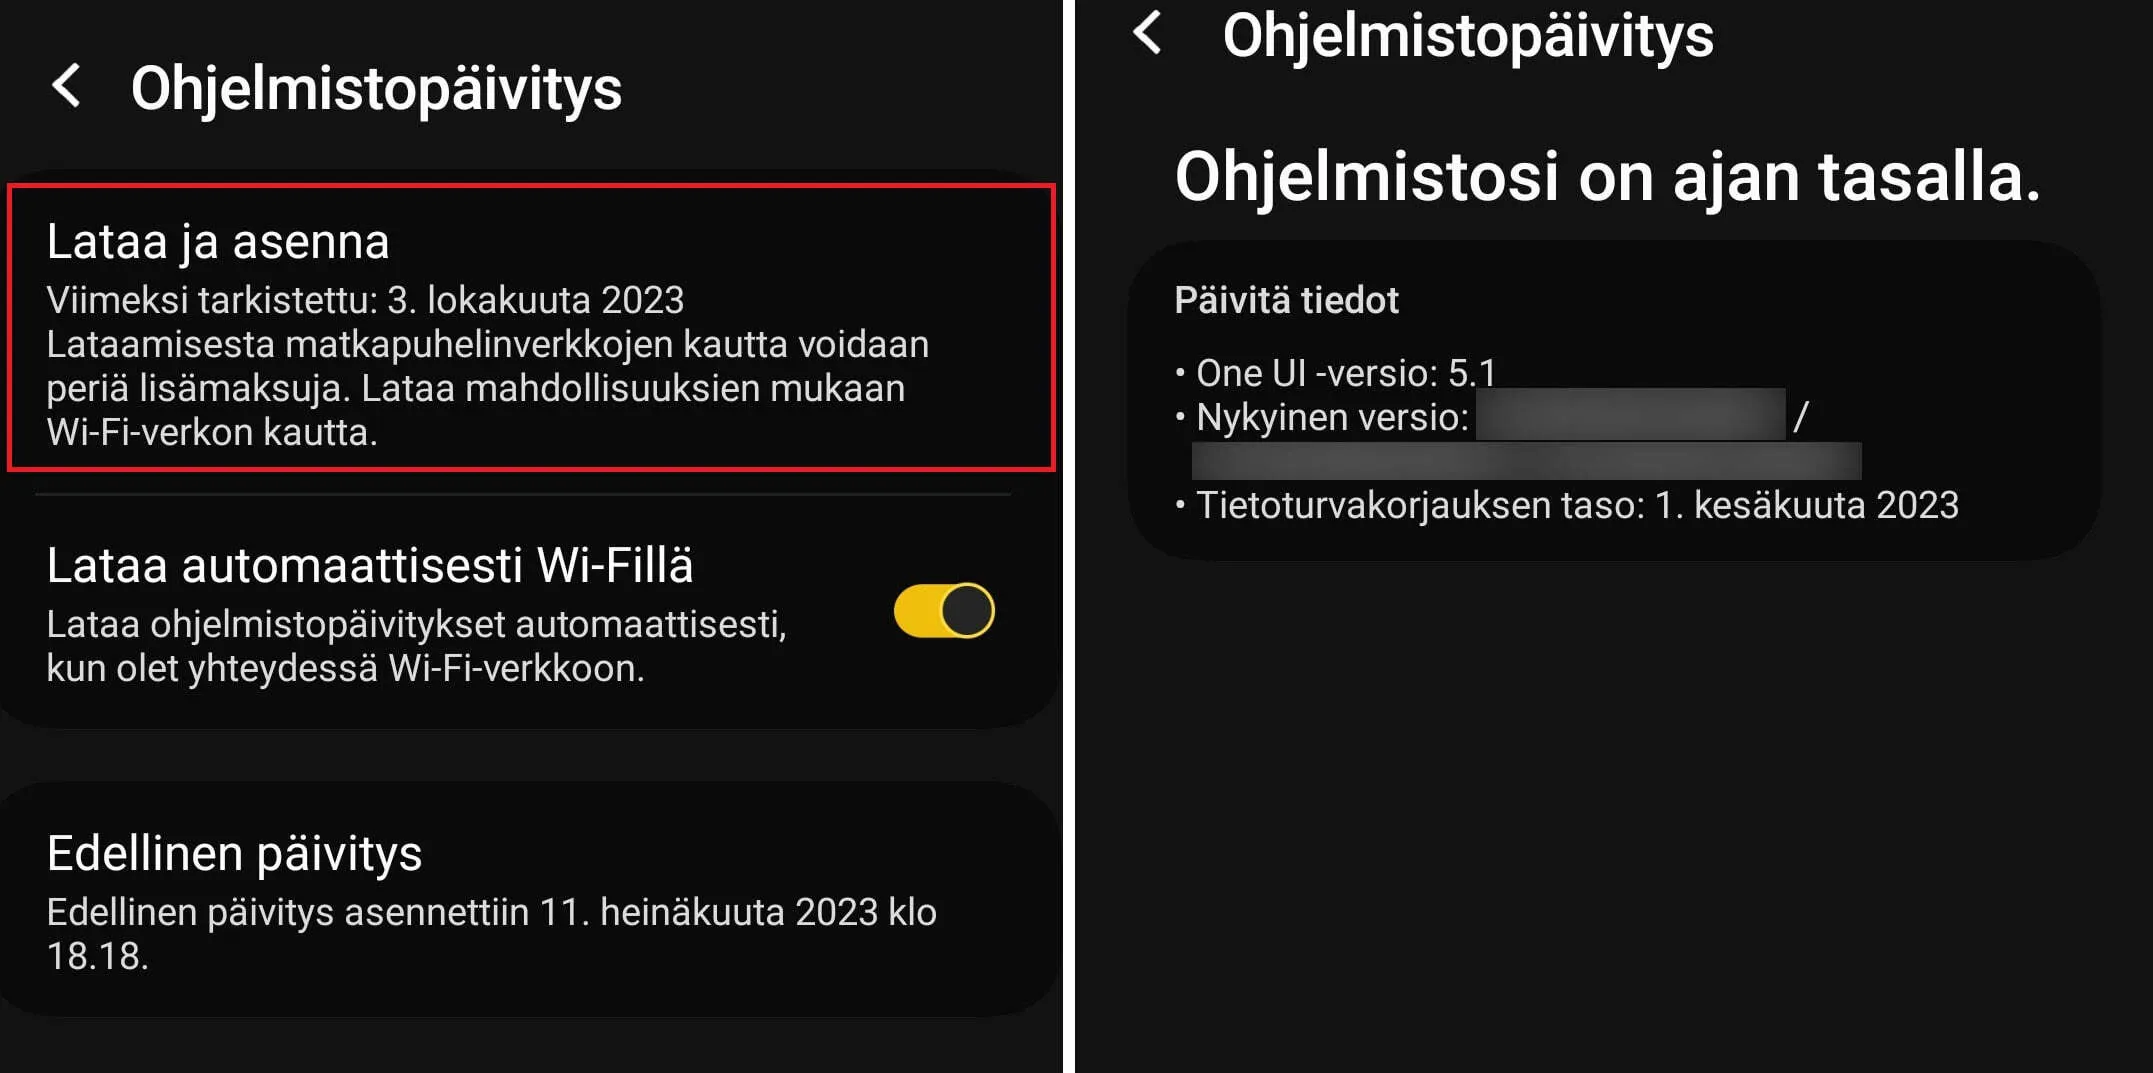 Ohjelmistopäivitys
Lataa ja asenna
Viimeksi tarkistettu: 3. lokakuuta 2023
Lataamisesta matkapuhelinverkkojen kautta voidaan
periä lisämaksuja. Lataa mahdollisuuksien mukaan
Wi-Fi-verkon kautta.
Lataa automaattisesti Wi-Fillä
Lataa ohjelmistopäivitykset automaattisesti,
kun olet yhteydessä Wi-Fi-verkkoon.
Edellinen päivitys
Edellinen päivitys asennettiin 11. heinäkuuta 2023 klo
18.18.
Ohjelmistopäivitys
Ohjelmistosi on ajan tasalla.
Päivitä tiedot
• One UI -versio: 5.1
• Nykyinen versio: /
• Tietoturvakorjauksen taso: 1. kesäkuuta 2023